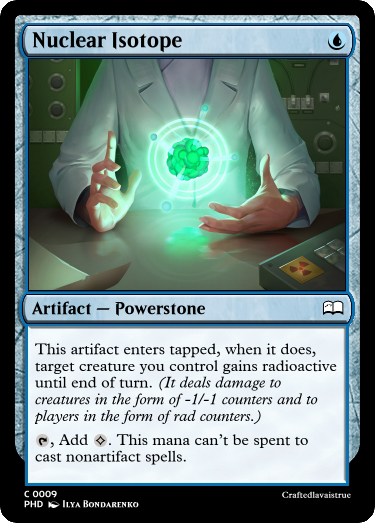 Nuclear Isotope
Artifact — Powerstone
This artifact enters tapped, when it does,
target creature you control gains radioactive
until end of turn. (It deals damage to
creatures in the form of -1/-1 counters and to
players in the form of rad counters.)
, Add . This mana can't be spent to
cast nonartifact spells.
C 0009
PHD Ilya Bondarenko
Craftedlavaistrue